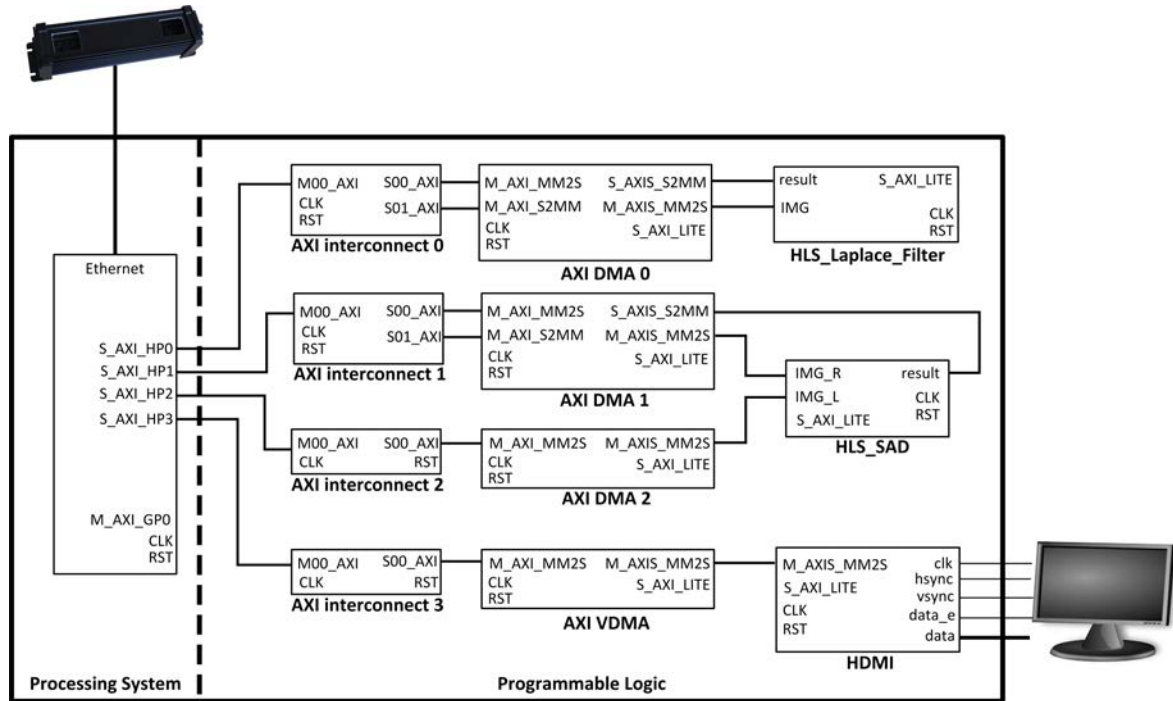 Ethernet
S_AXI_HP0
S_AXI_HP1
S_AXI_HP2
S_AXI_HP3
M_AXI_GP0
CLK
RST
Processing System
M00_AXI S00_AXI
CLK S01_AXI
RST
AXI interconnect 0
M_AXI_MM2S S_AXIS_S2MM
M_AXI_S2MM M_AXIS_MM2S
CLK S_AXI_LITE
RST
AXI DMA 0
result S_AXI_LITE
IMG CLK
RST
HLS_Laplace_Filter
M00_AXI S00_AXI
CLK S01_AXI
RST
AXI interconnect 1
M_AXI_MM2S S_AXIS_S2MM
M_AXI_S2MM M_AXIS_MM2S
CLK S_AXI_LITE
RST
AXI DMA 1
IMG_R result
IMG_L CLK
S_AXI_LITE RST
HLS_SAD
M00_AXI S00_AXI
CLK RST
AXI interconnect 2
M_AXI_MM2S M_AXIS_MM2S
CLK S_AXI_LITE
RST
AXI DMA 2
M00_AXI S00_AXI
CLK RST
AXI interconnect 3
M_AXI_MM2S M_AXIS_MM2S
CLK S_AXI_LITE
RST
AXI VDMA
M_AXIS_MM2S clk
S_AXI_LITE hsync
CLK vsync
RST data_e
data
HDMI
Programmable Logic